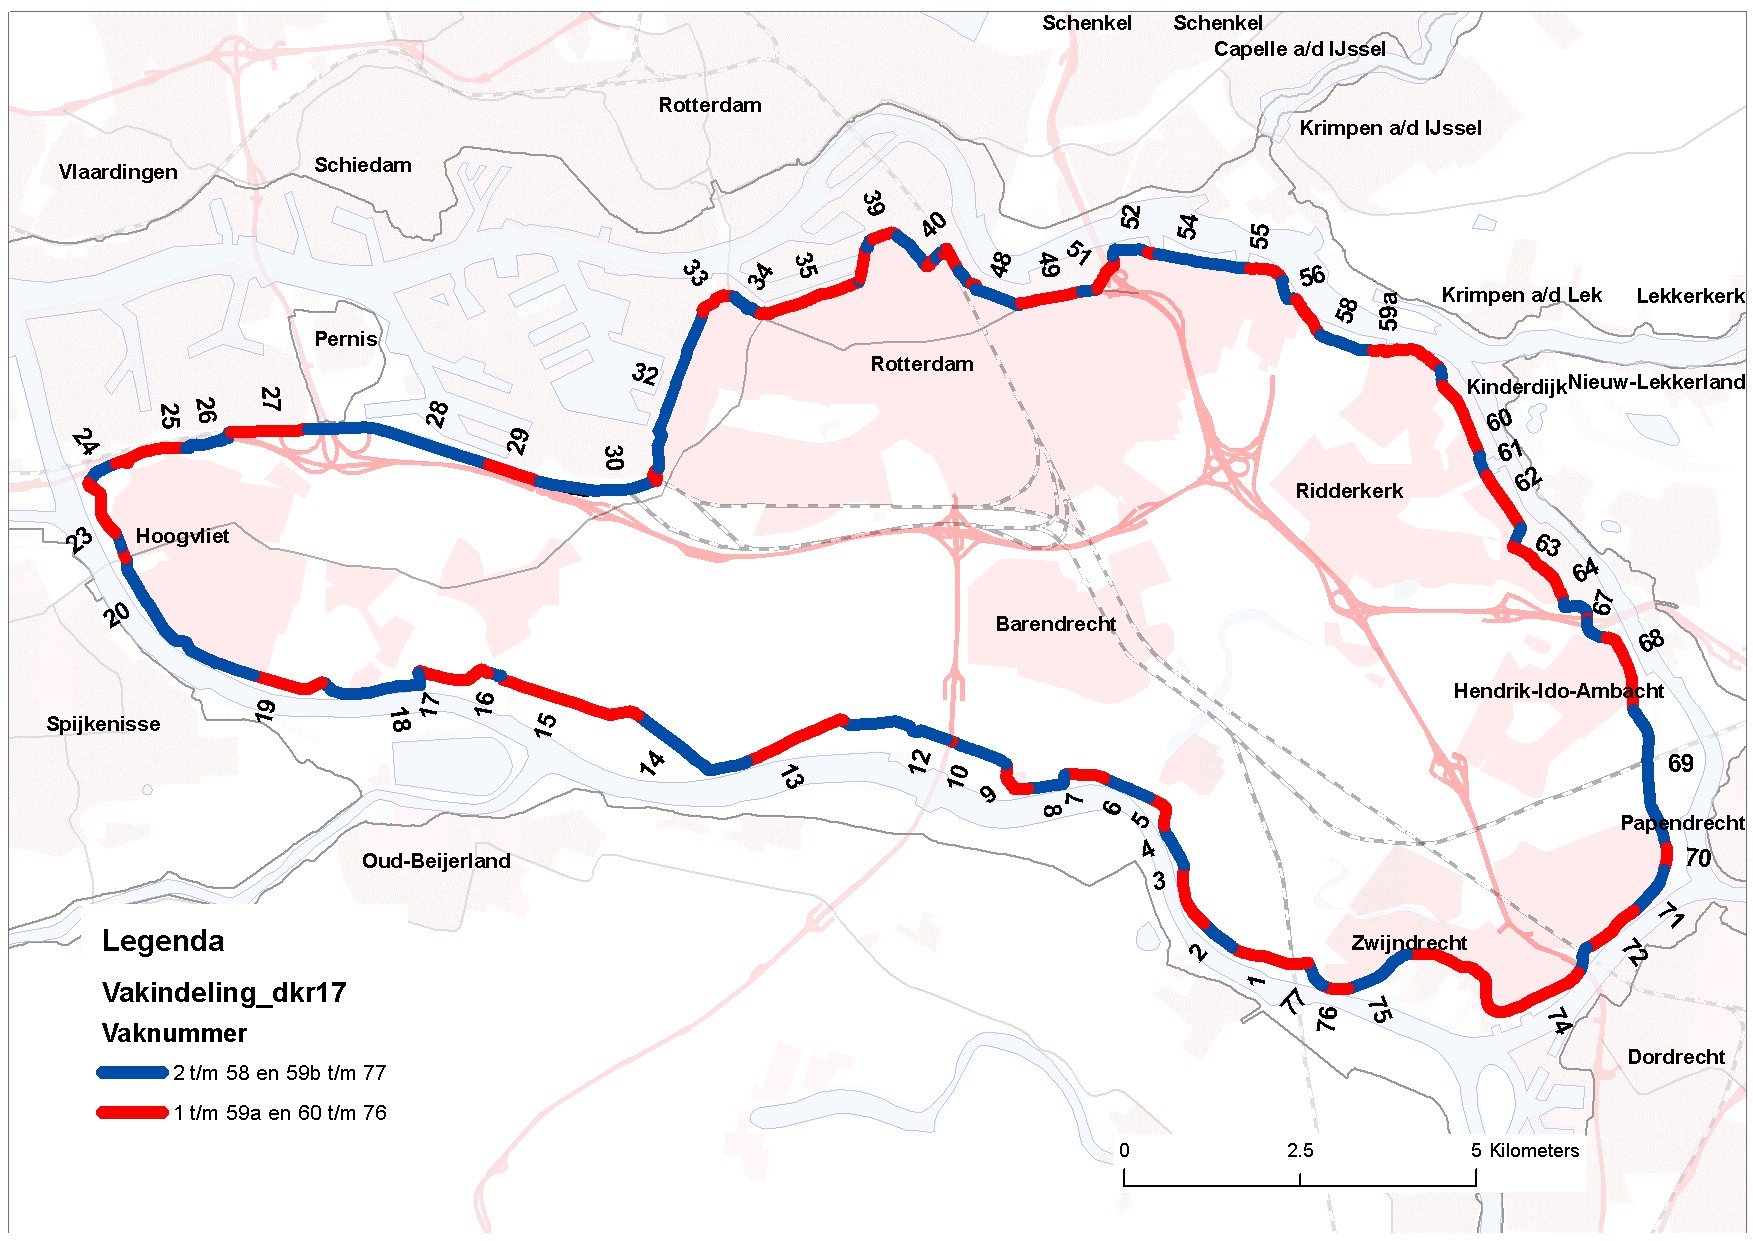 Schenkel
Schenkel
Capelle a/d IJssel
Rotterdam
Krimpen a/d IJssel
Vlaardingen
Schiedam
39
40
52
54
55
33
34
35
48
49
51
56
58
59a
Krimpen a/d Lek
Lekkerkerk
Pernis
32
Rotterdam
Kinderdijk
Nieuw-Lekkerland
24
25
26
27
28
29
30
60
61
62
Ridderkerk
23
Hoogvliet
63
64
20
67
Barendrecht
68
Hendrik-Ido-Ambacht
Spijkenisse
19
18
17
16
15
14
13
12
10
9
8
7
6
5
4
3
69
Papendrecht
70
Oud-Beijerland
71
72
Zwijndrecht
2
1
77
76
75
74
Dordrecht
Legenda
Vakindeling_dkr17
Vaknummer
2 t/m 58 en 59b t/m 77
1 t/m 59a en 60 t/m 76
0 2.5 5 Kilometers